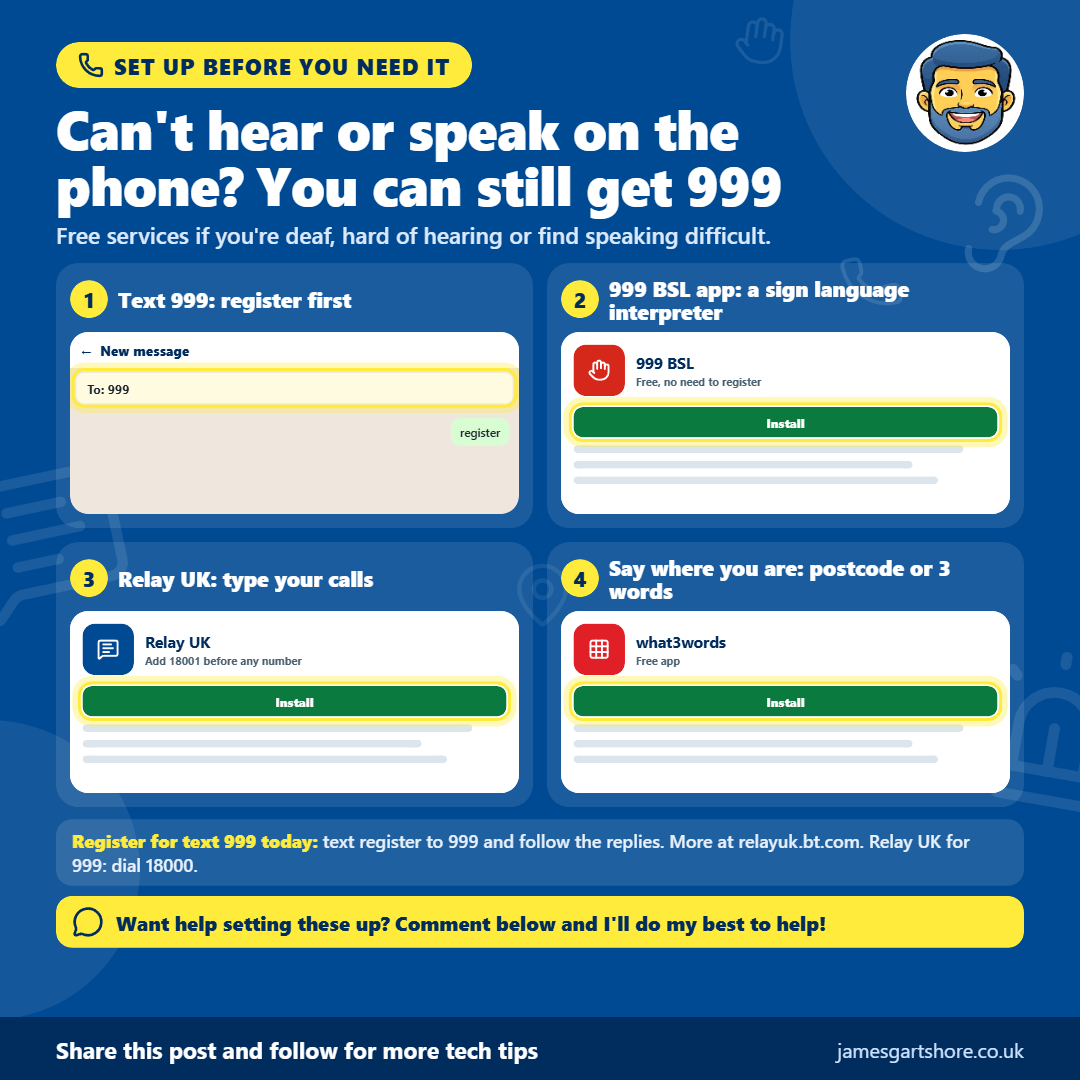 SET UP BEFORE YOU NEED IT
Can't hear or speak on the
phone? You can still get 999
Free services if you're deaf, hard of hearing or find speaking difficult.
1 Text 999: register first
← New message
To: 999
register
2 999 BSL app: a sign language
interpreter
999 BSL
Free, no need to register
Install
3 Relay UK: type your calls
Relay UK
Add 18001 before any number
Install
4 Say where you are: postcode or 3
words
what3words
Free app
Install
Register for text 999 today: text register to 999 and follow the replies. More at relayuk.bt.com. Relay UK for
999: dial 18000.
Want help setting these up? Comment below and I'll do my best to help!
Share this post and follow for more tech tips
jamesgartshore.co.uk